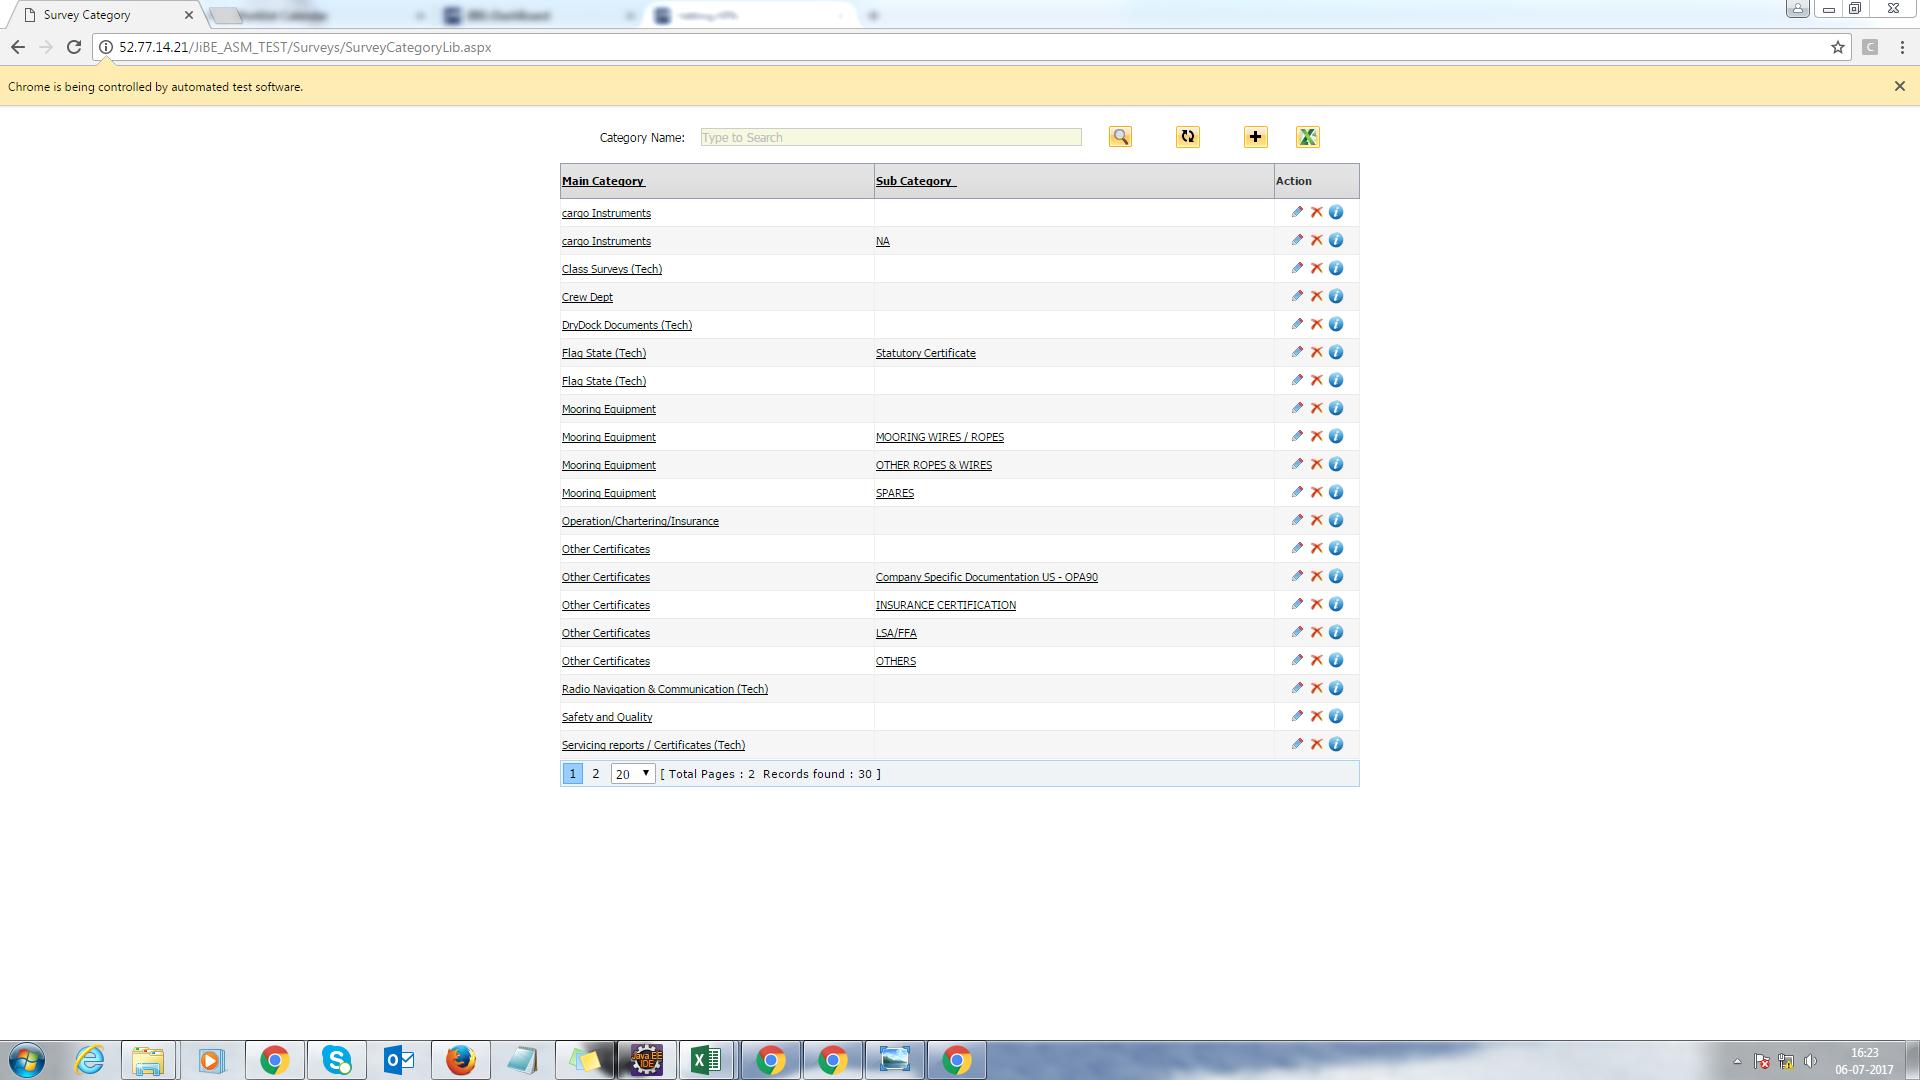 Survey Category
52.77.14.21/JiBE_ASM_TEST/Surveys/SurveyCategoryLib.aspx
C
Chrome is being controlled by automated test software.
Category Name: Type to Search
Main Category Sub Category Action
cargo Instruments
cargo Instruments NA
Class Surveys (Tech)
Crew Dept
DryDock Documents (Tech)
Flag State (Tech) Statutory Certificate
Flag State (Tech)
Mooring Equipment
Mooring Equipment MOORING WIRES / ROPES
Mooring Equipment OTHER ROPES & WIRES
Mooring Equipment SPARES
Operation/Chartering/Insurance
Other Certificates
Other Certificates Company Specific Documentation US - OPA90
Other Certificates INSURANCE CERTIFICATION
Other Certificates LSA/FFA
Other Certificates OTHERS
Radio Navigation & Communication (Tech)
Safety and Quality
Servicing reports / Certificates (Tech)
1 2 20 [ Total Pages : 2 Records found : 30 ]
Java EE
IDE
16:23
06-07-2017